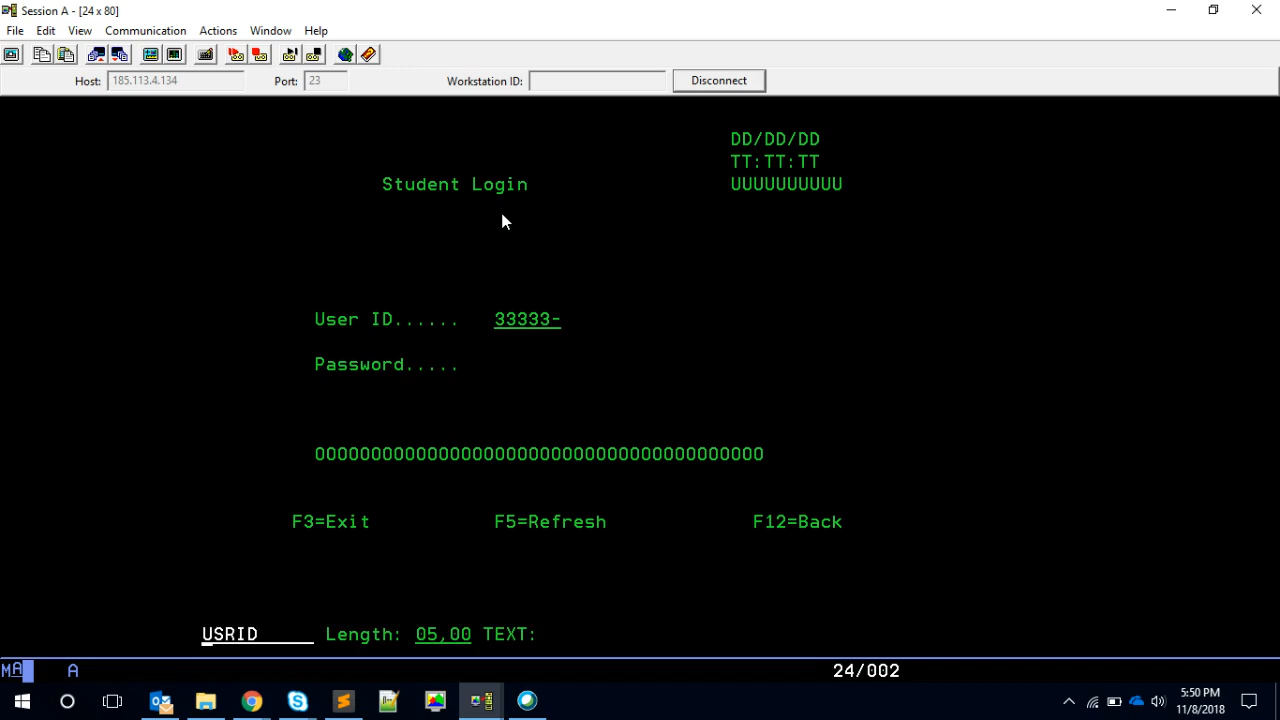 Session A - [24 x 80]
File Edit View Communication Actions Window Help
Host: 185.113.4.134 Port: 23 Workstation ID: Disconnect
DD/DD/DD
TT:TT:TT
Student Login UUUUUUUUUU
User ID...... 33333-
Password.....
OOOOOOOOOOOOOOOOOOOOOOOOOOOOOOOOOOOOOOOO
F3=Exit F5=Refresh F12=Back
USRID Length: 05,00 TEXT:
MA A 24/002
5:50 PM
11/8/2018